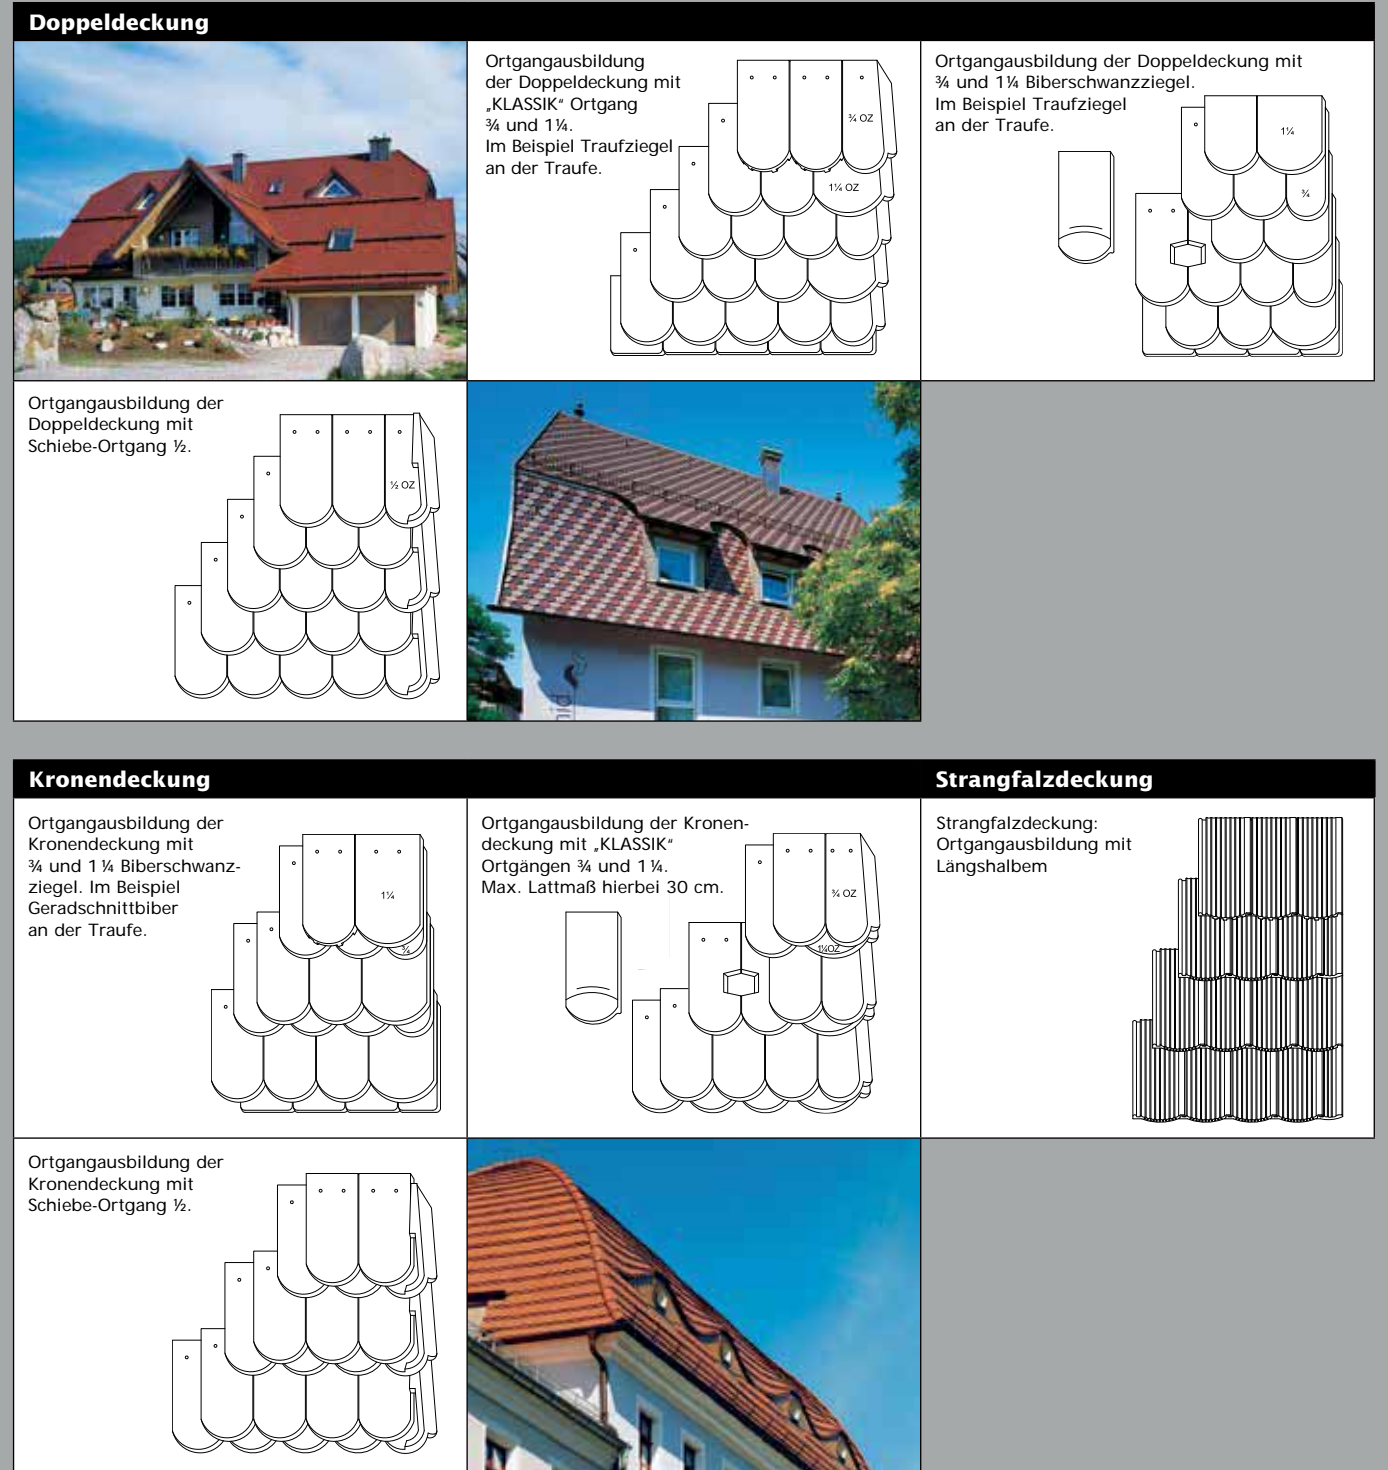 Doppeldeckung
Ortgangausbildung
der Doppeldeckung mit
„KLASSIK“ Ortgang
¾ und 1¼.
Im Beispiel Traufziegel
an der Traufe.
¾ OZ
1¼ OZ
Ortgangausbildung der Doppeldeckung mit
¾ und 1¼ Biberschwanzziegel.
Im Beispiel Traufziegel
an der Traufe.
1¼
¾
Ortgangausbildung der
Doppeldeckung mit
Schiebe-Ortgang ½.
½ OZ
Kronendeckung
Strangfalzdeckung
Ortgangausbildung der
Kronendeckung mit
¾ und 1¼ Biberschwanz-
ziegel. Im Beispiel
Geradschnittbiber
an der Traufe.
1¼
¾
Ortgangausbildung der Kronen-
deckung mit „KLASSIK“
Ortgängen ¾ und 1¼.
Max. Lattmaß hierbei 30 cm.
¾ OZ
1¼OZ
Strangfalzdeckung:
Ortgangausbildung mit
Längshalbem
Ortgangausbildung der
Kronendeckung mit
Schiebe-Ortgang ½.